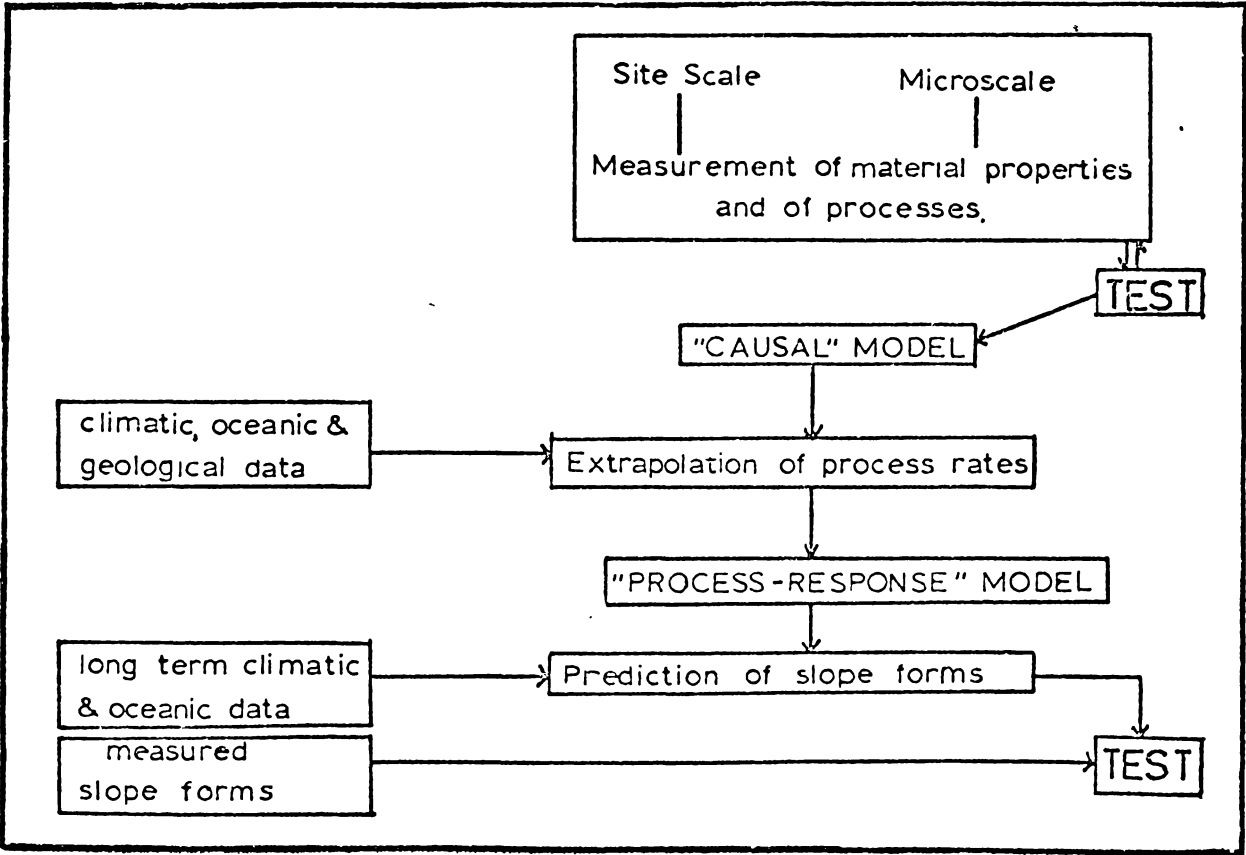 Site Scale
Microscale
Measurement of material properties
and of processes.
TEST
"CAUSAL" MODEL
climatic, oceanic &
geological data
Extrapolation of process rates
"PROCESS-RESPONSE" MODEL
long term climatic
& oceanic data
Prediction of slope forms
measured
slope forms
TEST